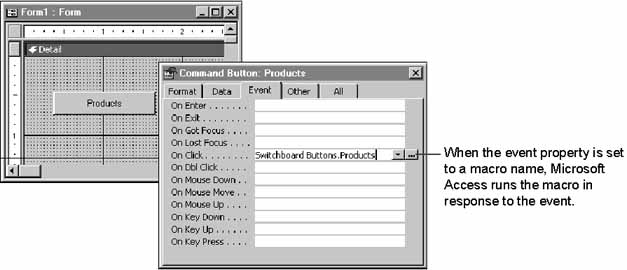 Form1 : Form
1 2
Detail
1
Products
Command Button: Products
Format Data Event Other All
On Enter . . . . . . .
On Exit . . . . . . . .
On Got Focus . . . .
On Lost Focus . . . .
On Click. . . . . . . . Switchboard Buttons.Products
On Dbl Click . . . . .
On Mouse Down . .
On Mouse Move . .
On Mouse Up . . . .
On Key Down . . . .
On Key Up . . . . . .
On Key Press . . . .
When the event property is set
to a macro name, Microsoft
Access runs the macro in
response to the event.